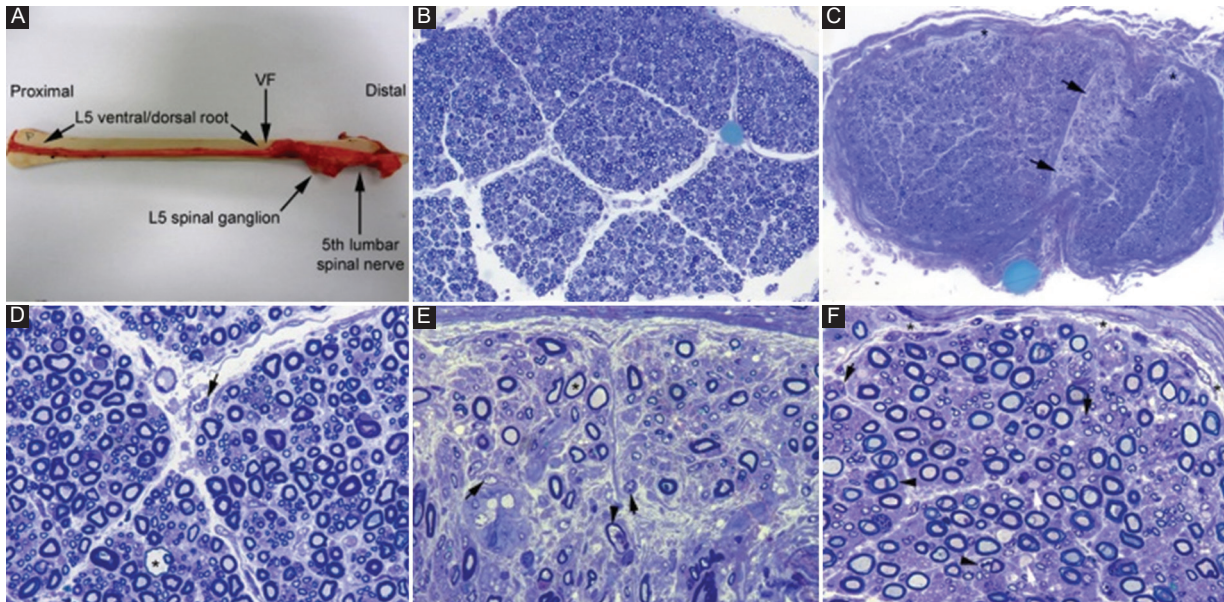 A
Proximal
VF
Distal
L5 ventral/dorsal root
L5 spinal ganglion
5th lumbar
spinal nerve
B
C
*
*
D
*
E
*
F
*
*
*